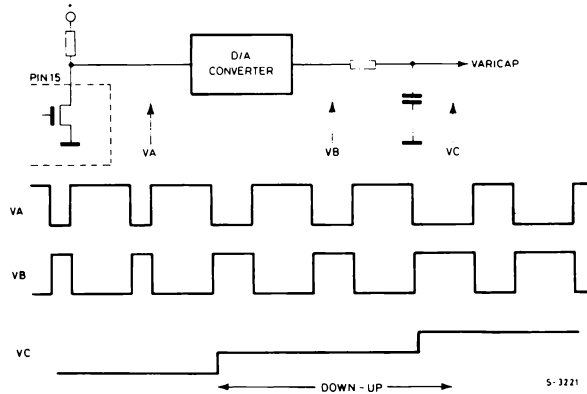 +
D/A
CONVERTER
VARICAP
PIN 15
VA
VB
VC
VA
VB
VC
DOWN-UP
S-3221